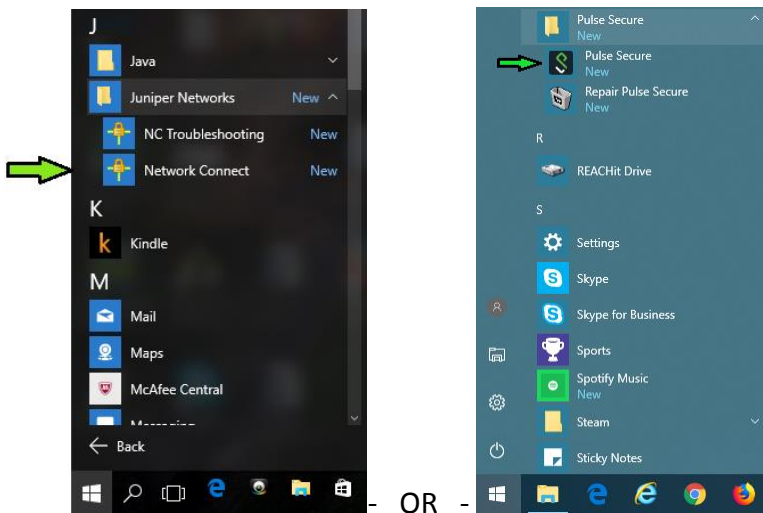 J
Java
Juniper Networks New
NC Troubleshooting New
Network Connect New
K
k Kindle
M
Mail
Maps
McAfee Central
Messaging
Back
- OR -
Pulse Secure
New
Pulse Secure
New
Repair Pulse Secure
New
R
REACHit Drive
S
Settings
Skype
Skype for Business
Sports
Spotify Music
New
Steam
Sticky Notes